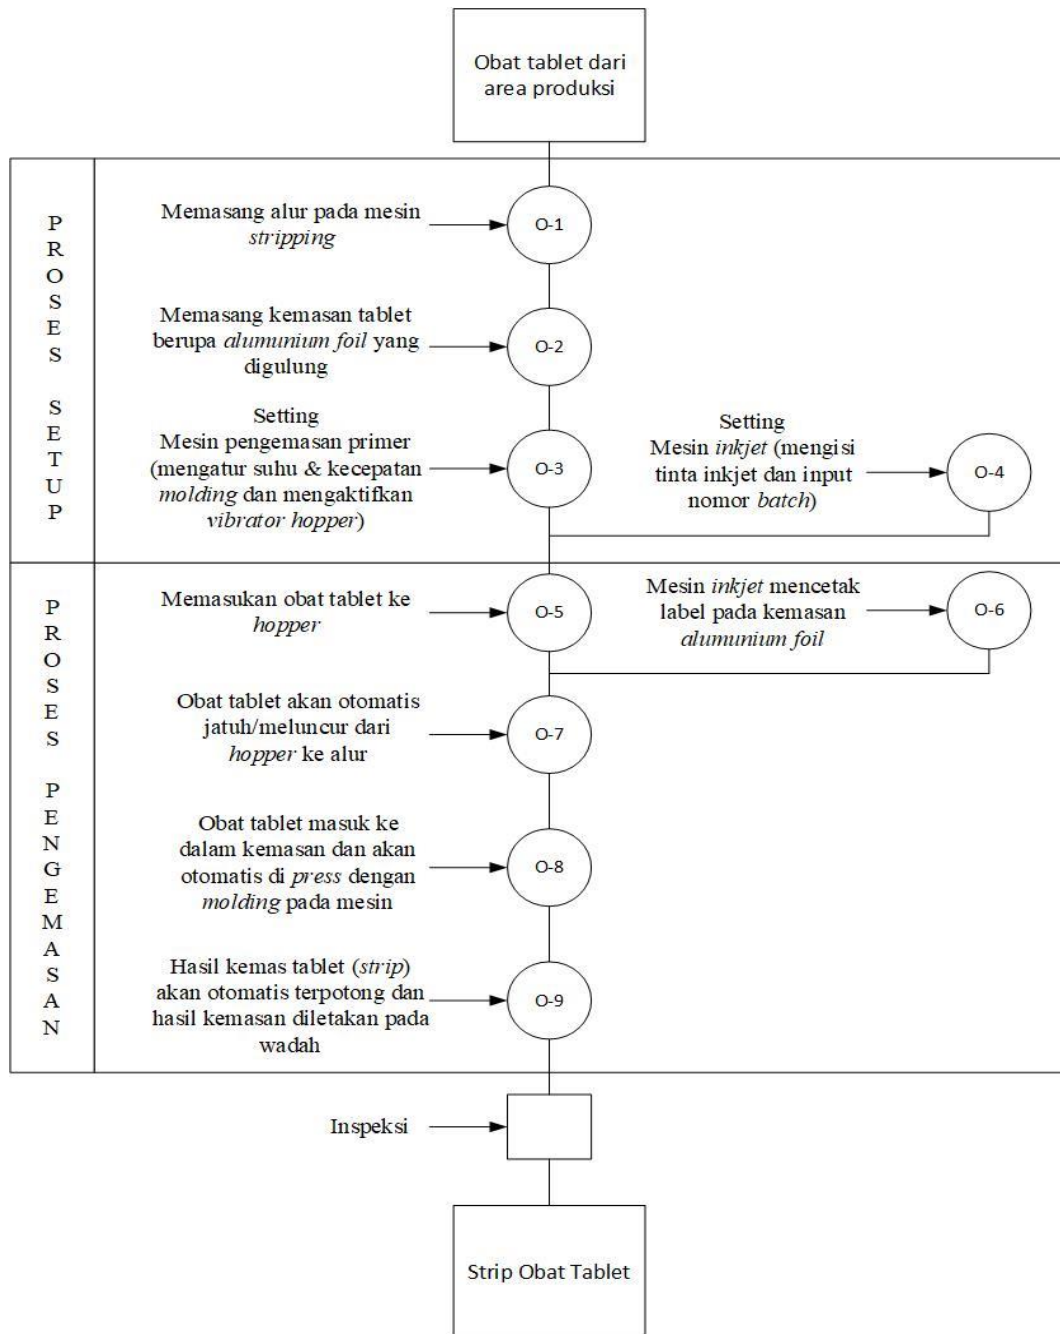 Obat tablet dari
area produksi
P
R
O
S
E
S
S
E
T
U
P
Memasang alur pada mesin
stripping
O-1
Memasang kemasan tablet
berupa alumunium foil yang
digulung
O-2
Setting
Mesin pengemasan primer
(mengatur suhu & kecepatan
molding dan mengaktifkan
vibrator hopper)
O-3
Setting
Mesin inkjet (mengisi
tinta inkjet dan input
nomor batch)
O-4
P
R
O
S
E
S
P
E
N
G
E
M
A
S
A
N
Memasukan obat tablet ke
hopper
O-5
Mesin inkjet mencetak
label pada kemasan
alumunium foil
O-6
Obat tablet akan otomatis
jatuh/meluncur dari
hopper ke alur
O-7
Obat tablet masuk ke
dalam kemasan dan akan
otomatis di press dengan
molding pada mesin
O-8
Hasil kemas tablet (strip)
akan otomatis terpotong dan
hasil kemasan diletakan pada
wadah
O-9
Inspeksi
Strip Obat Tablet